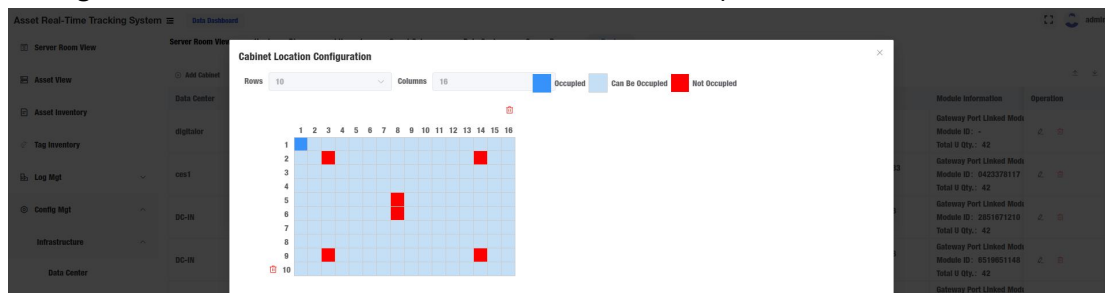 Asset Real-Time Tracking System
Data Dashboard
admin
Server Room View
Server Room View
Cabinet Location Configuration
Asset View
Add Cabinet
Rows 10 Columns 16 Occupied Can Be Occupied Not Occupied
Data Center
Module Information Operation
Asset Inventory
digitalor
Gateway Port Linked Modu
Module ID: -
Total U Qty.: 42
Tag Inventory
1 2 3 4 5 6 7 8 9 10 11 12 13 14 15 16
1
2
3
4
5
6
7
8
9
10
Log Mgt
ces1
Gateway Port Linked Modu
Module ID: 0423378117
Total U Qty.: 42
Config Mgt
DC-IN
Gateway Port Linked Modu
Module ID: 2851671210
Total U Qty.: 42
Infrastructure
DC-IN
Gateway Port Linked Modu
Module ID: 8519851148
Total U Qty.: 42
Data Center
Gateway Port Linked Modu